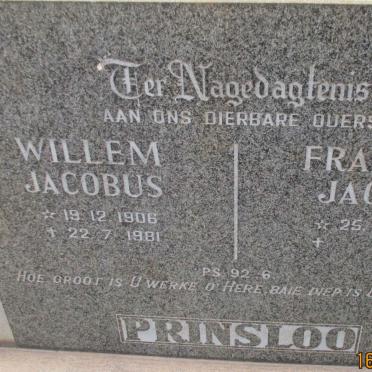 Ter Nagedagtenis
AAN ONS DIERBARE OUERS
WILLEM FRA
JACOBUS JAC
☆ 19.12.1906 ☆ 25.
† 22.7.1981 †
PS 92 6
HOE GROOT IS U WERKE O' HERE, BAIE DIEP IS U
PRINSLOO
16